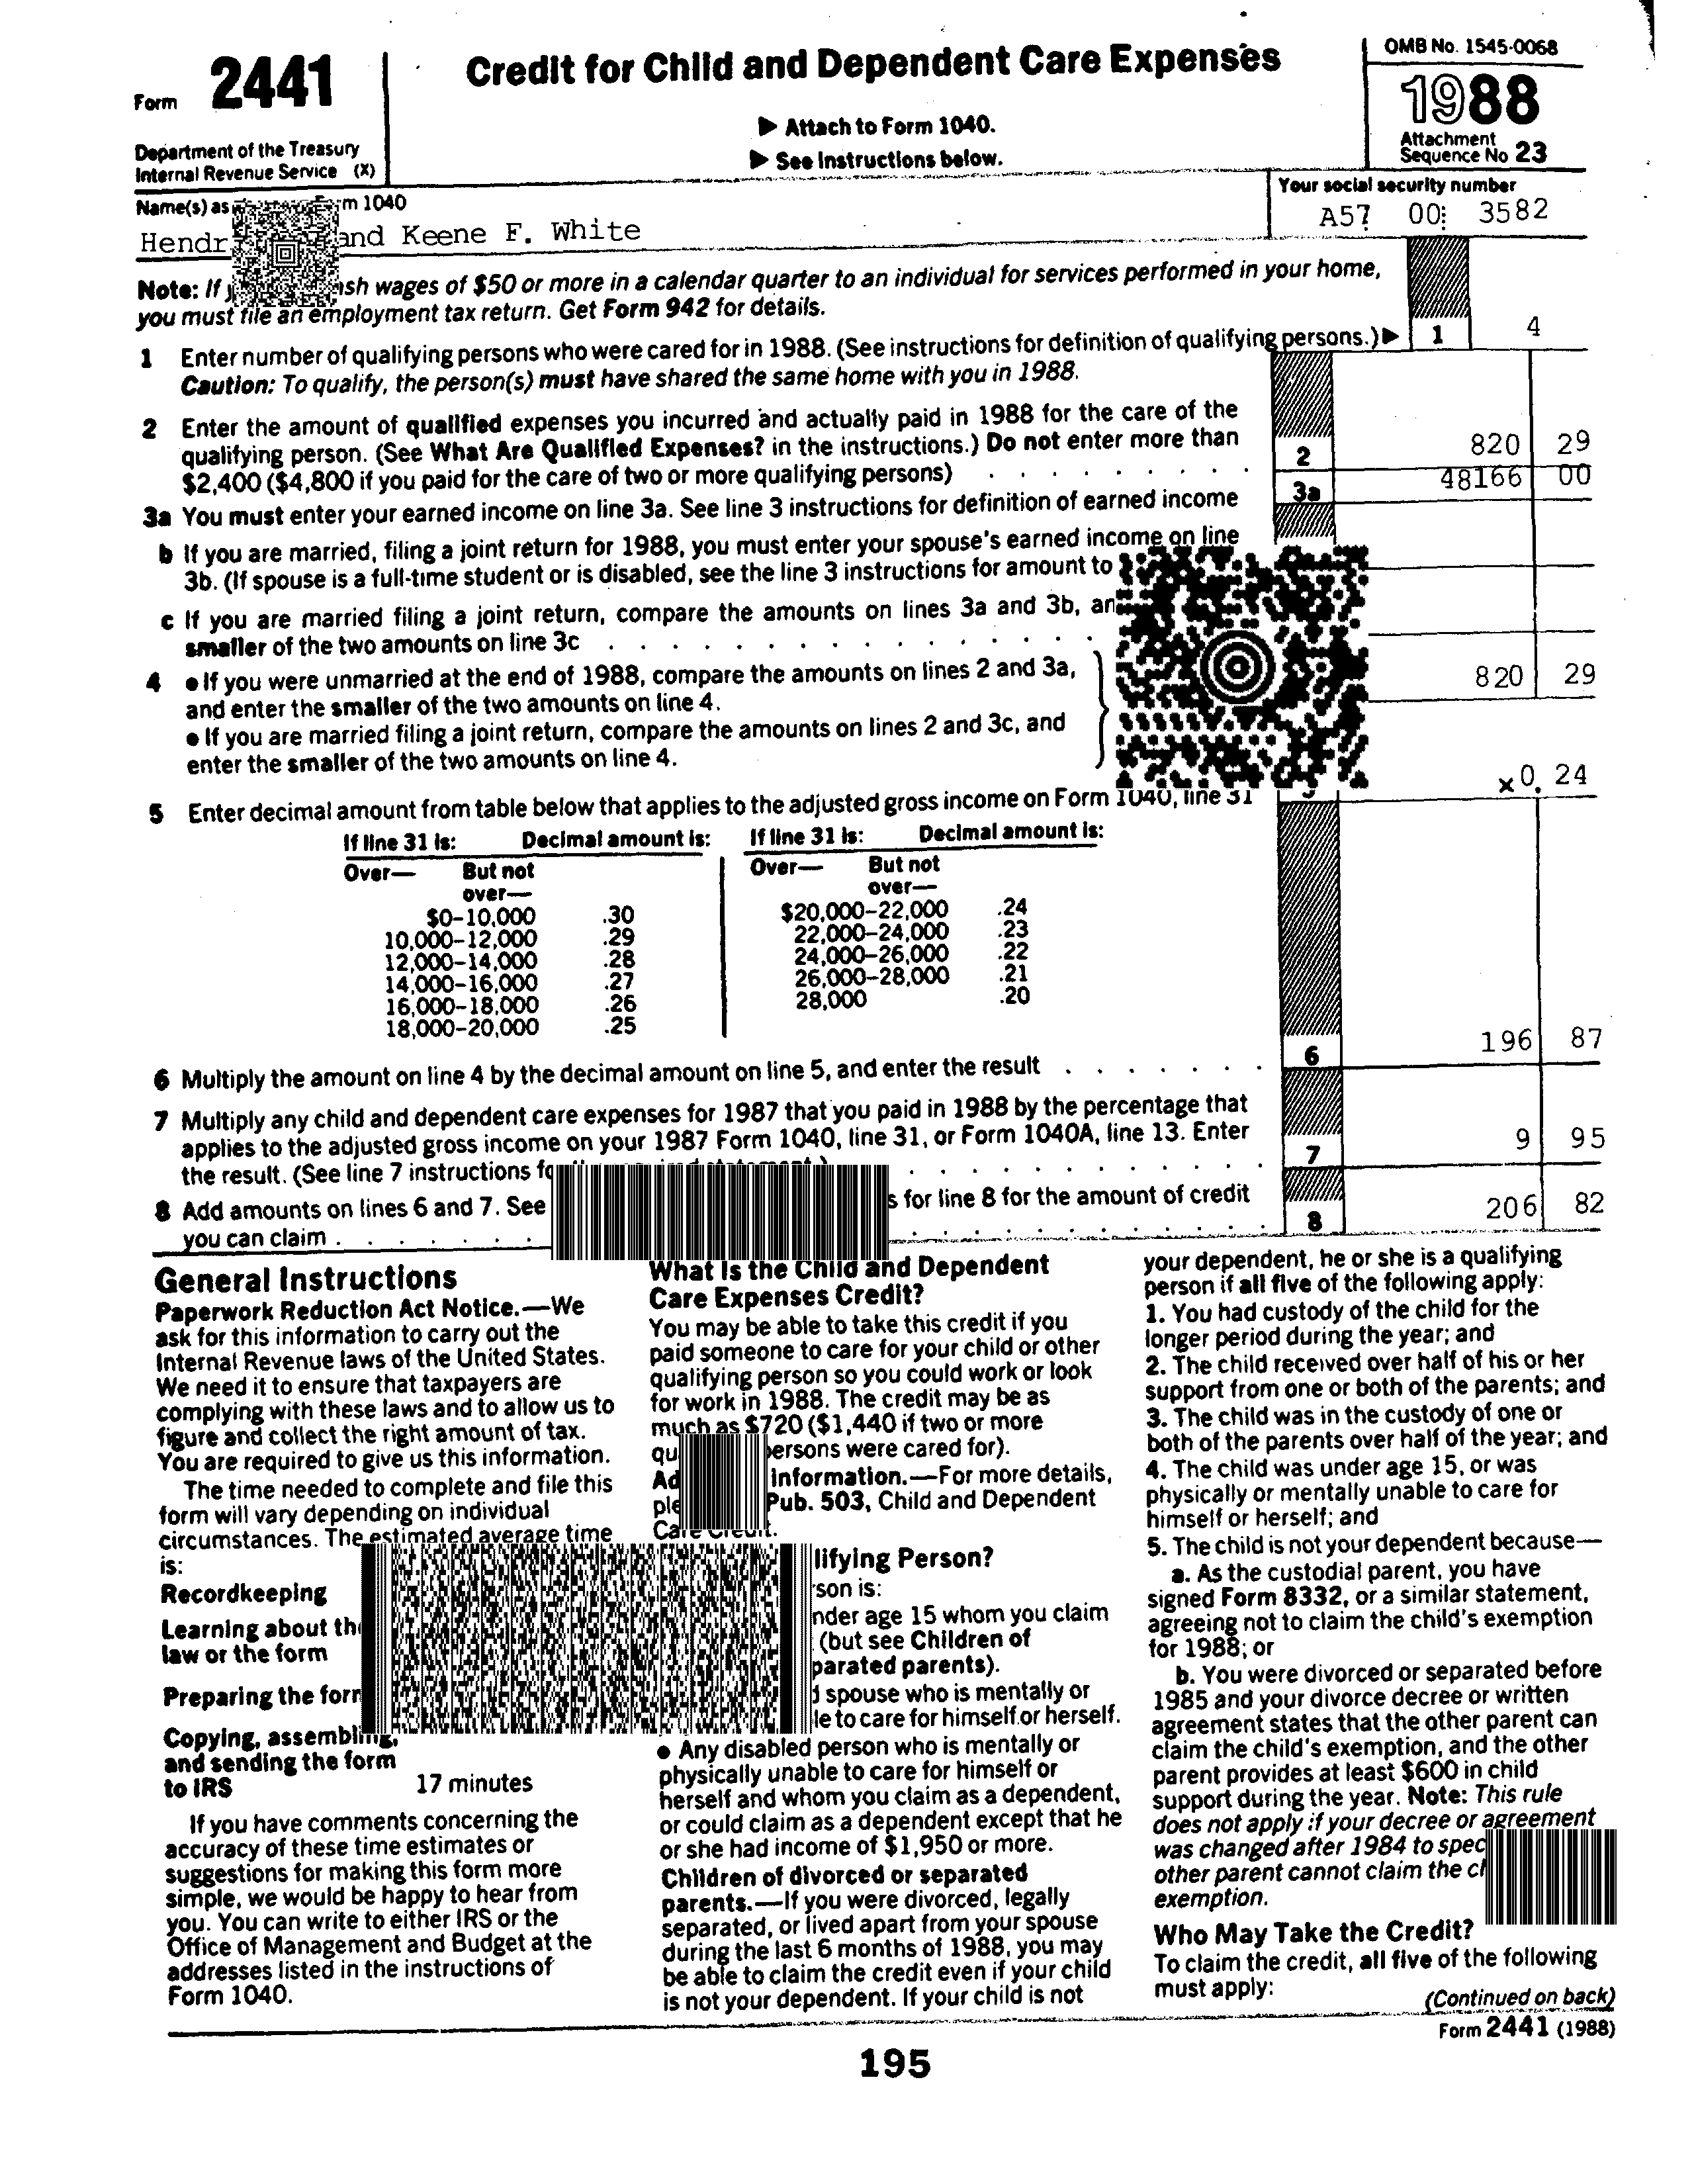 Form 2441
Credit for Child and Dependent Care Expenses
▶ Attach to Form 1040.
▶ See Instructions below.
Department of the Treasury
Internal Revenue Service (X)
OMB No. 1545-0068
1988
Attachment
Sequence No 23
Name(s) as 1040
Your social security number
and Keene F. White
A57 00: 3582
Note: If wages of $50 or more in a calendar quarter to an individual for services performed in your home,
you must file an employment tax return. Get Form 942 for details.
1 Enter number of qualifying persons who were cared for in 1988. (See instructions for definition of qualifying persons.) ▶ 1 4
Caution: To qualify, the person(s) must have shared the same home with you in 1988.
2 Enter the amount of qualified expenses you incurred and actually paid in 1988 for the care of the
qualifying person. (See What Are Qualified Expenses? in the instructions.) Do not enter more than
$2,400 ($4,800 if you paid for the care of two or more qualifying persons) . . . . . . . . . 2 820 29
3a You must enter your earned income on line 3a. See line 3 instructions for definition of earned income 3a 48166 00
b If you are married, filing a joint return for 1988, you must enter your spouse's earned income on line
3b. (If spouse is a full-time student or is disabled, see the line 3 instructions for amount to
c If you are married filing a joint return, compare the amounts on lines 3a and 3b,
smaller of the two amounts on line 3c . . . . . . . . . . . . . .
4 ● If you were unmarried at the end of 1988, compare the amounts on lines 2 and 3a,
and enter the smaller of the two amounts on line 4.
● If you are married filing a joint return, compare the amounts on lines 2 and 3c, and
enter the smaller of the two amounts on line 4.
820 29
5 Enter decimal amount from table below that applies to the adjusted gross income on Form 1040, line 31
×0. 24
If line 31 is: Decimal amount is: If line 31 is: Decimal amount is:
Over— But not over— Over— But not over—
$0–10,000 .30 $20,000–22,000 .24
10,000–12,000 .29 22,000–24,000 .23
12,000–14,000 .28 24,000–26,000 .22
14,000–16,000 .27 26,000–28,000 .21
16,000–18,000 .26 28,000 .20
18,000–20,000 .25
6 Multiply the amount on line 4 by the decimal amount on line 5, and enter the result . . . . . . . 6 196 87
7 Multiply any child and dependent care expenses for 1987 that you paid in 1988 by the percentage that
applies to the adjusted gross income on your 1987 Form 1040, line 31, or Form 1040A, line 13. Enter
the result. (See line 7 instructions . . . . . . . . . . 7 9 95
8 Add amounts on lines 6 and 7. See for line 8 for the amount of credit
you can claim . . . . . . . 8 206 82
General Instructions
Paperwork Reduction Act Notice.—We
ask for this information to carry out the
Internal Revenue laws of the United States.
We need it to ensure that taxpayers are
complying with these laws and to allow us to
figure and collect the right amount of tax.
You are required to give us this information.
The time needed to complete and file this
form will vary depending on individual
circumstances. The estimated average time
is:
Recordkeeping
Learning about
law or the form
Preparing the
Copying, assembling,
and sending the form
to IRS 17 minutes
If you have comments concerning the
accuracy of these time estimates or
suggestions for making this form more
simple, we would be happy to hear from
you. You can write to either IRS or the
Office of Management and Budget at the
addresses listed in the instructions of
Form 1040.
What Is the Child and Dependent
Care Expenses Credit?
You may be able to take this credit if you
paid someone to care for your child or other
qualifying person so you could work or look
for work in 1988. The credit may be as
much as $720 ($1,440 if two or more
persons were cared for).
Information.—For more details,
Pub. 503, Child and Dependent
Care Credit.
Person?
is:
age 15 whom you claim
(but see Children of
parents).
spouse who is mentally or
to care for himself or herself.
● Any disabled person who is mentally or
physically unable to care for himself or
herself and whom you claim as a dependent,
or could claim as a dependent except that he
or she had income of $1,950 or more.
Children of divorced or separated
parents.—If you were divorced, legally
separated, or lived apart from your spouse
during the last 6 months of 1988, you may
be able to claim the credit even if your child
is not your dependent. If your child is not
your dependent, he or she is a qualifying
person if all five of the following apply:
1. You had custody of the child for the
longer period during the year; and
2. The child received over half of his or her
support from one or both of the parents; and
3. The child was in the custody of one or
both of the parents over half of the year; and
4. The child was under age 15, or was
physically or mentally unable to care for
himself or herself; and
5. The child is not your dependent because—
a. As the custodial parent, you have
signed Form 8332, or a similar statement,
agreeing not to claim the child's exemption
for 1988; or
b. You were divorced or separated before
1985 and your divorce decree or written
agreement states that the other parent can
claim the child's exemption, and the other
parent provides at least $600 in child
support during the year. Note: This rule
does not apply if your decree or agreement
was changed after 1984 to
other parent cannot claim the
exemption.
Who May Take the Credit?
To claim the credit, all five of the following
must apply:
(Continued on back)
Form 2441 (1988)
195